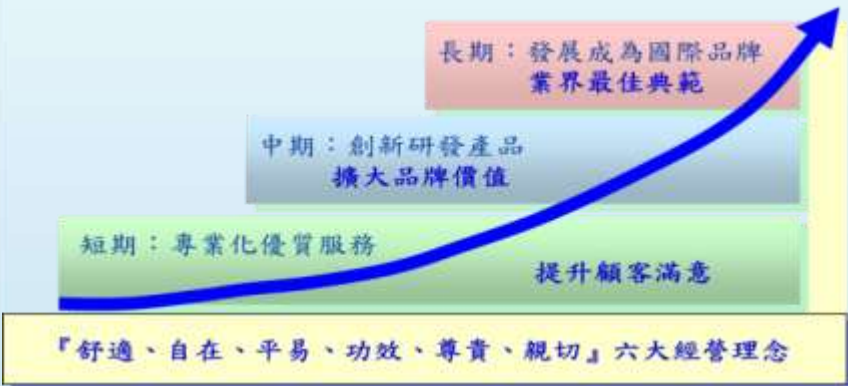 長期：發展成為國際品牌
業界最佳典範
中期：創新研發產品
擴大品牌價值
短期：專業化優質服務
提升顧客滿意
『舒適、自在、平易、功效、尊貴、親切』六大經營理念